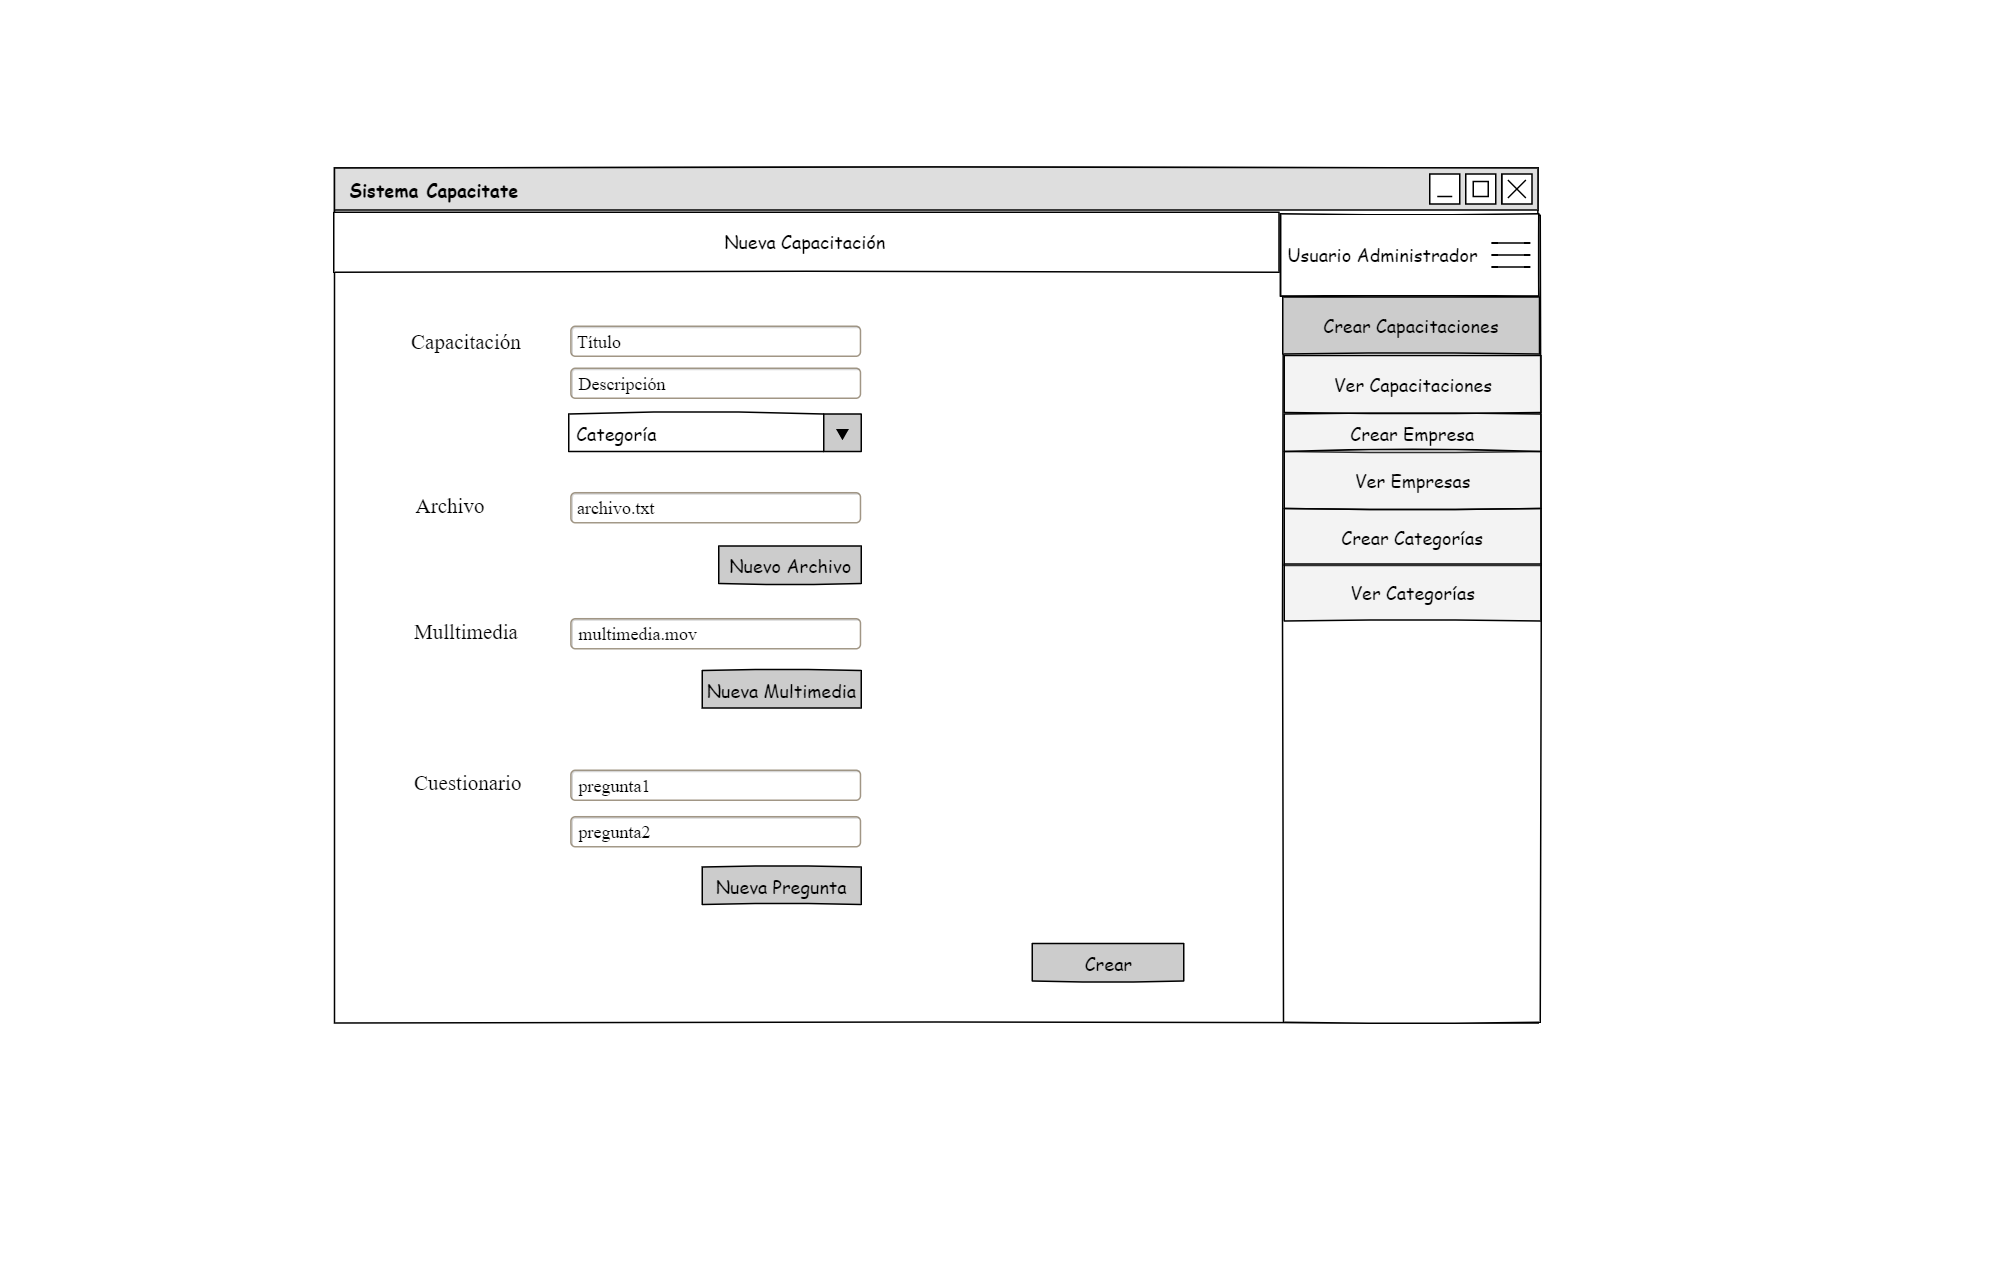 Sistema Capacitate
Nueva Capacitación
Usuario Administrador
Crear Capacitaciones
Ver Capacitaciones
Crear Empresa
Ver Empresas
Crear Categorías
Ver Categorías
Capacitación
Título
Descripción
Categoría
Archivo
archivo.txt
Nuevo Archivo
Mulltimedia
multimedia.mov
Nueva Multimedia
Cuestionario
pregunta1
pregunta2
Nueva Pregunta
Crear